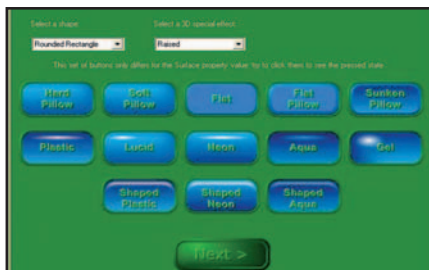 Select a shape: Select a 3D special effect:
Rounded Rectangle Raised
This set of buttons only differs for the Surface property value: try to click them to see the pressed state.
Hard Pillow Soft Pillow Flat Flat Pillow Sunken Pillow
Plastic Lucid Neon Aqua Gel
Shaped Plastic Shaped Neon Shaped Aqua
Next >